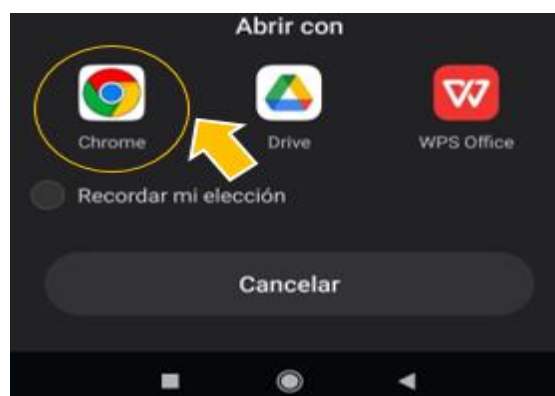 Abrir con
Chrome
Drive
WPS Office
Recordar mi elección
Cancelar